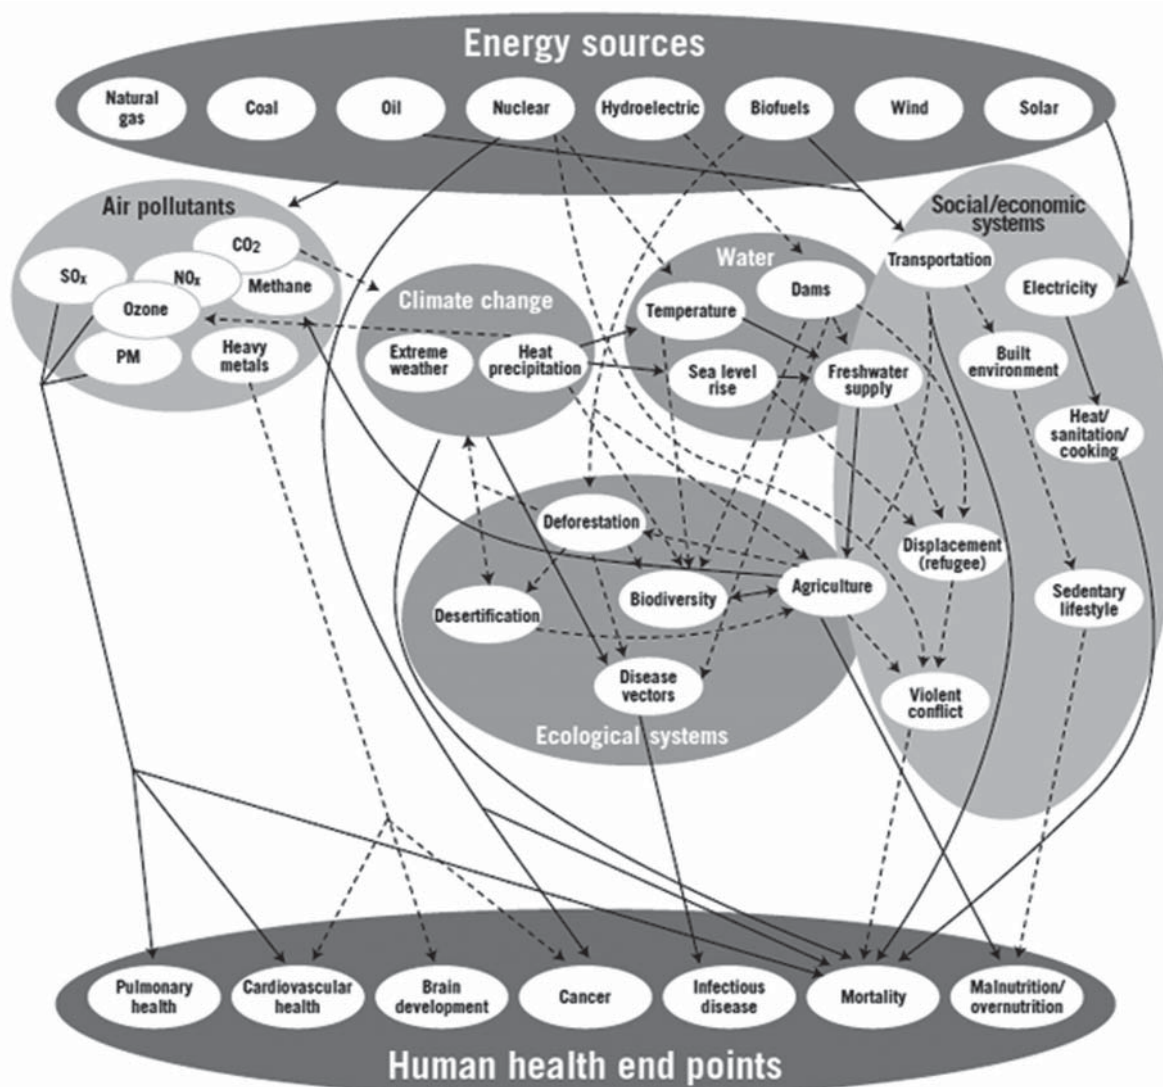 Energy sources
Natural
gas
Coal
Oil
Nuclear
Hydroelectric
Biofuels
Wind
Solar
Air pollutants
CO₂
SOₓ
NOₓ
Methane
Ozone
PM
Heavy
metals
Climate change
Extreme
weather
Heat
precipitation
Water
Dams
Temperature
Sea level
rise
Freshwater
supply
Social/economic
systems
Transportation
Electricity
Built
environment
Heat/
sanitation/
cooking
Displacement
(refugee)
Sedentary
lifestyle
Violent
conflict
Deforestation
Biodiversity
Agriculture
Desertification
Disease
vectors
Ecological systems
Pulmonary
health
Cardiovascular
health
Brain
development
Cancer
Infectious
disease
Mortality
Malnutrition/
overnutrition
Human health end points